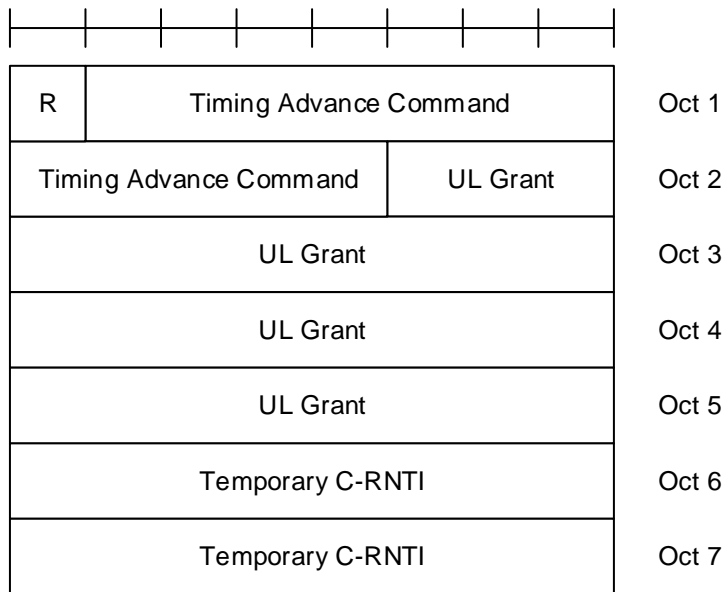 R Timing Advance Command Oct 1
Timing Advance Command UL Grant Oct 2
UL Grant Oct 3
UL Grant Oct 4
UL Grant Oct 5
Temporary C-RNTI Oct 6
Temporary C-RNTI Oct 7